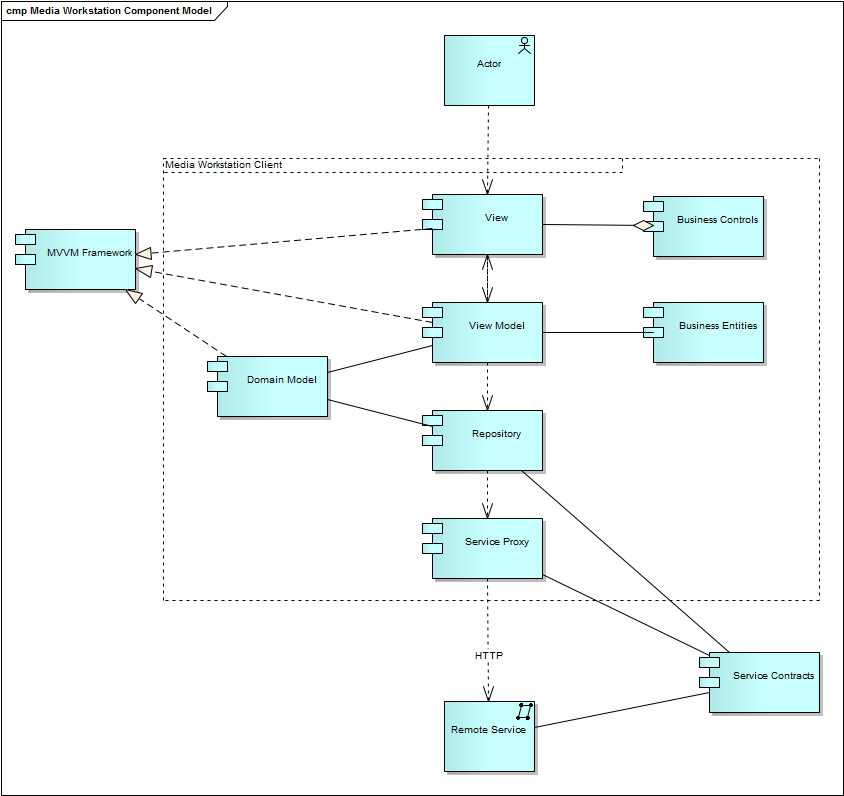 cmp Media Workstation Component Model
Actor
Media Workstation Client
View
Business Controls
MVVM Framework
View Model
Business Entities
Domain Model
Repository
Service Proxy
HTTP
Service Contracts
Remote Service